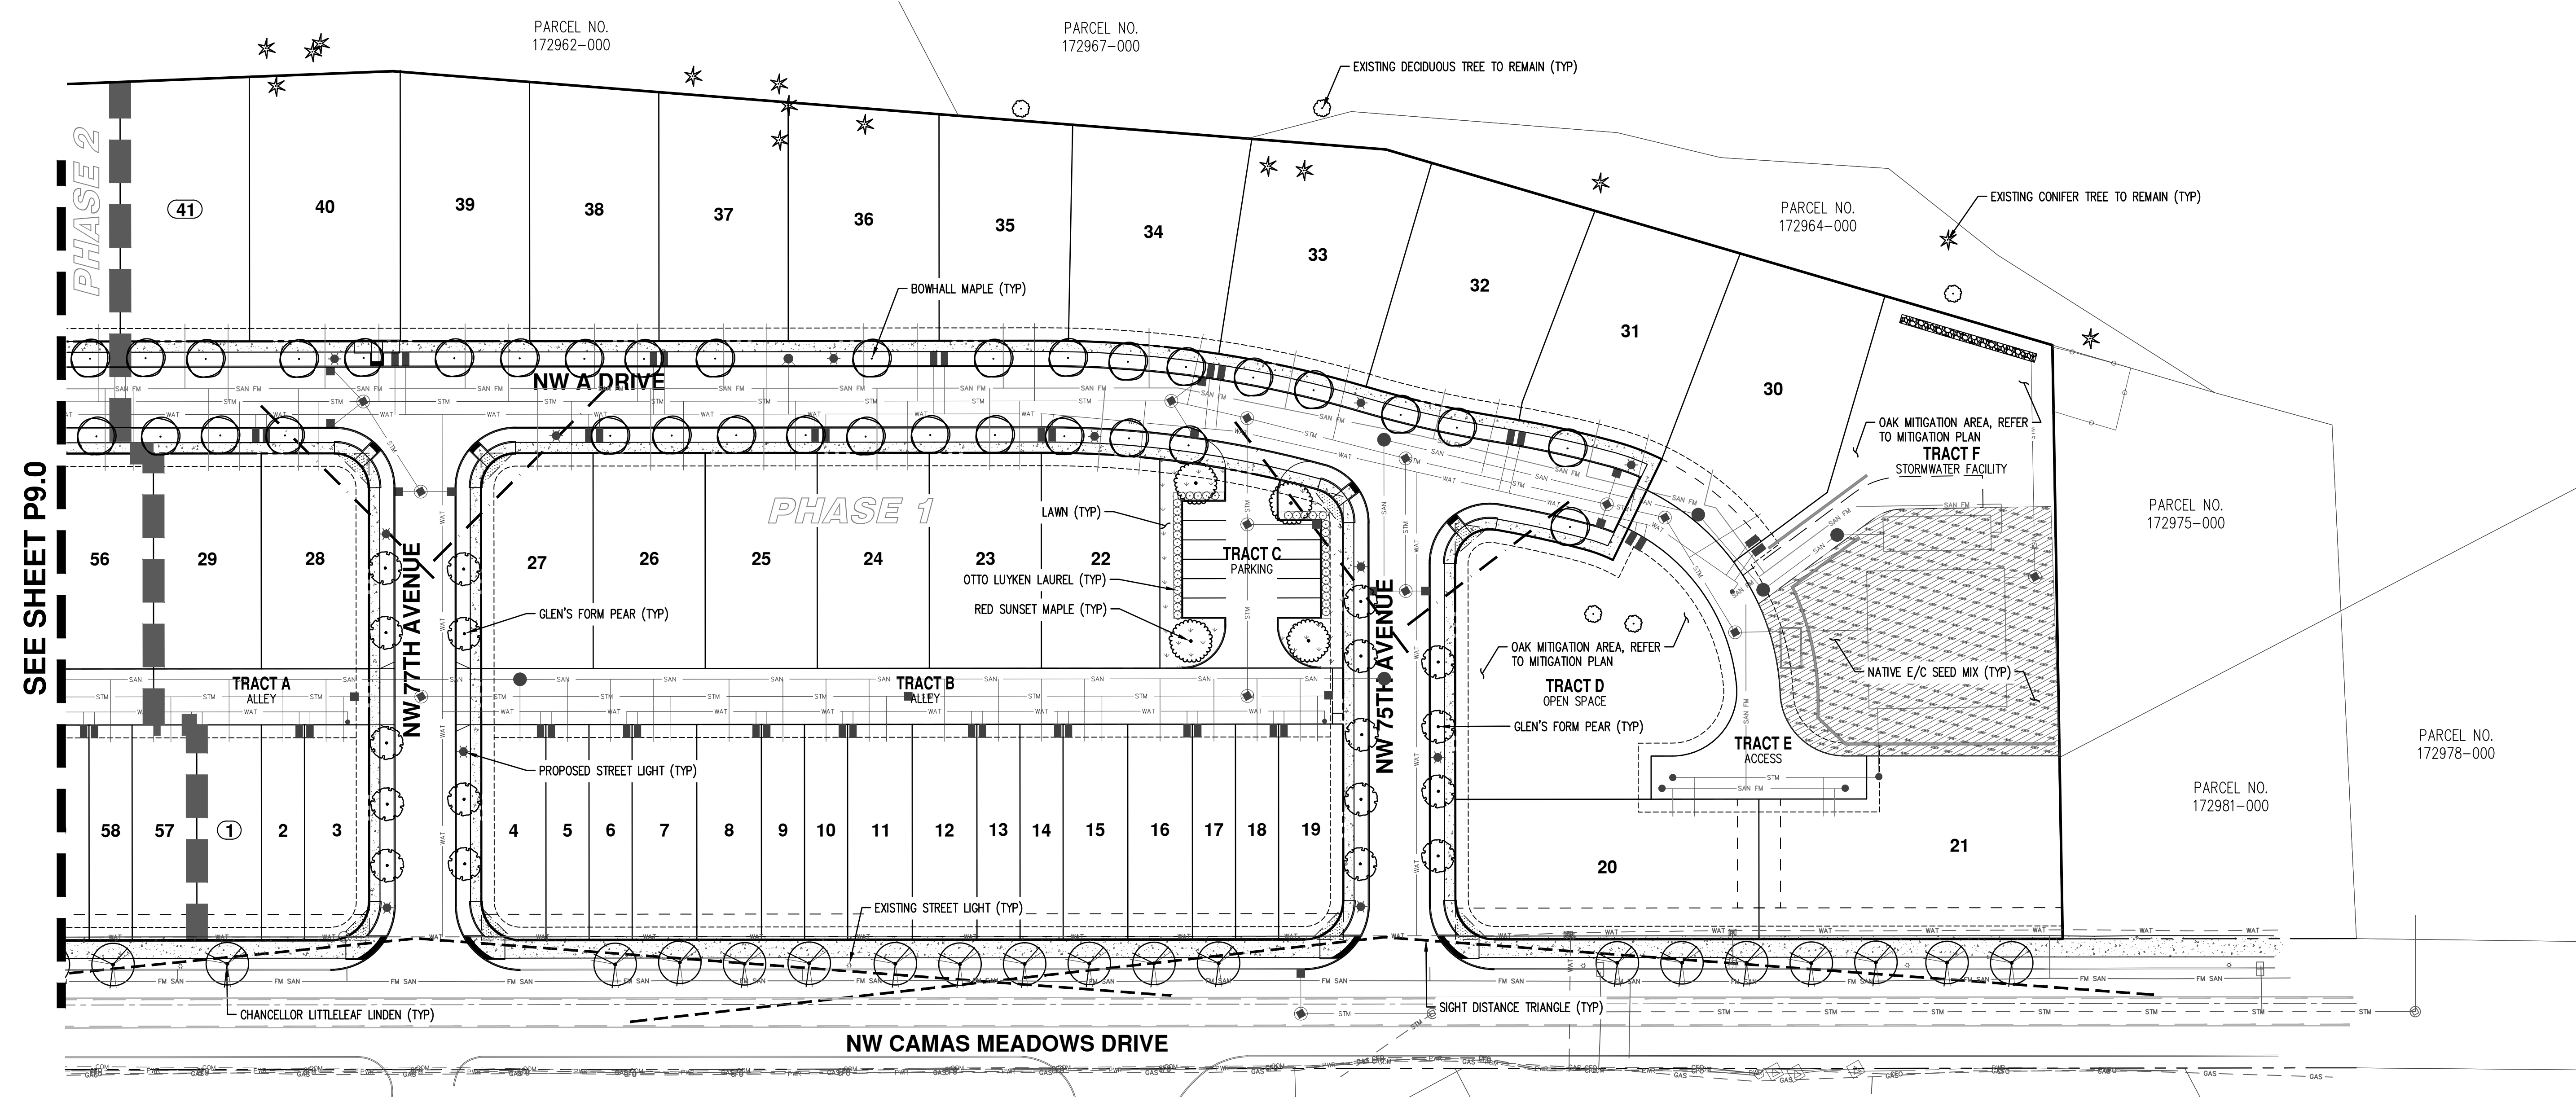 PARCEL NO.
172962-000
PARCEL NO.
172967-000
EXISTING DECIDUOUS TREE TO REMAIN (TYP)
PARCEL NO.
172964-000
EXISTING CONIFER TREE TO REMAIN (TYP)
PHASE 2
SEE SHEET P9.0
41
40
39
38
37
36
35
34
33
32
31
30
BOWHALL MAPLE (TYP)
NW A DRIVE
OAK MITIGATION AREA, REFER
TO MITIGATION PLAN
TRACT F
STORMWATER FACILITY
PARCEL NO.
172975-000
PHASE 1
LAWN (TYP)
56
29
28
27
26
25
24
23
22
TRACT C
PARKING
OTTO LUYKEN LAUREL (TYP)
RED SUNSET MAPLE (TYP)
GLEN'S FORM PEAR (TYP)
NW 77TH AVENUE
NW 75TH AVENUE
OAK MITIGATION AREA, REFER
TO MITIGATION PLAN
TRACT D
OPEN SPACE
NATIVE E/C SEED MIX (TYP)
TRACT A
ALLEY
TRACT B
ALLEY
GLEN'S FORM PEAR (TYP)
TRACT E
ACCESS
PARCEL NO.
172978-000
PROPOSED STREET LIGHT (TYP)
PARCEL NO.
172981-000
58
57
1
2
3
4
5
6
7
8
9
10
11
12
13
14
15
16
17
18
19
20
21
EXISTING STREET LIGHT (TYP)
CHANCELLOR LITTLELEAF LINDEN (TYP)
SIGHT DISTANCE TRIANGLE (TYP)
NW CAMAS MEADOWS DRIVE